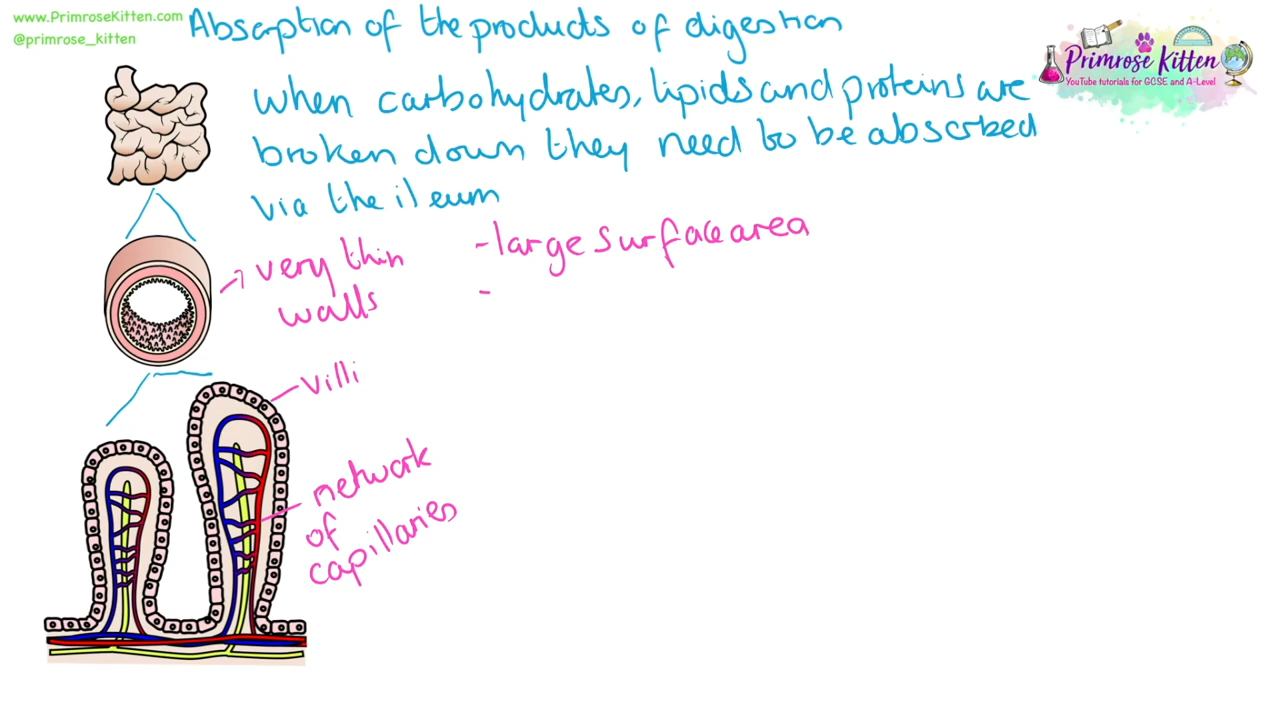 www.PrimroseKitten.com
@primrose_kitten
Absorption of the products of digestion
Primrose Kitten
YouTube tutorials for GCSE and A-Level
When carbohydrates, lipids and proteins are
broken down they need to be absorbed
via the ileum
very thin
walls
-large surface area
-
villi
network
of
capillaries